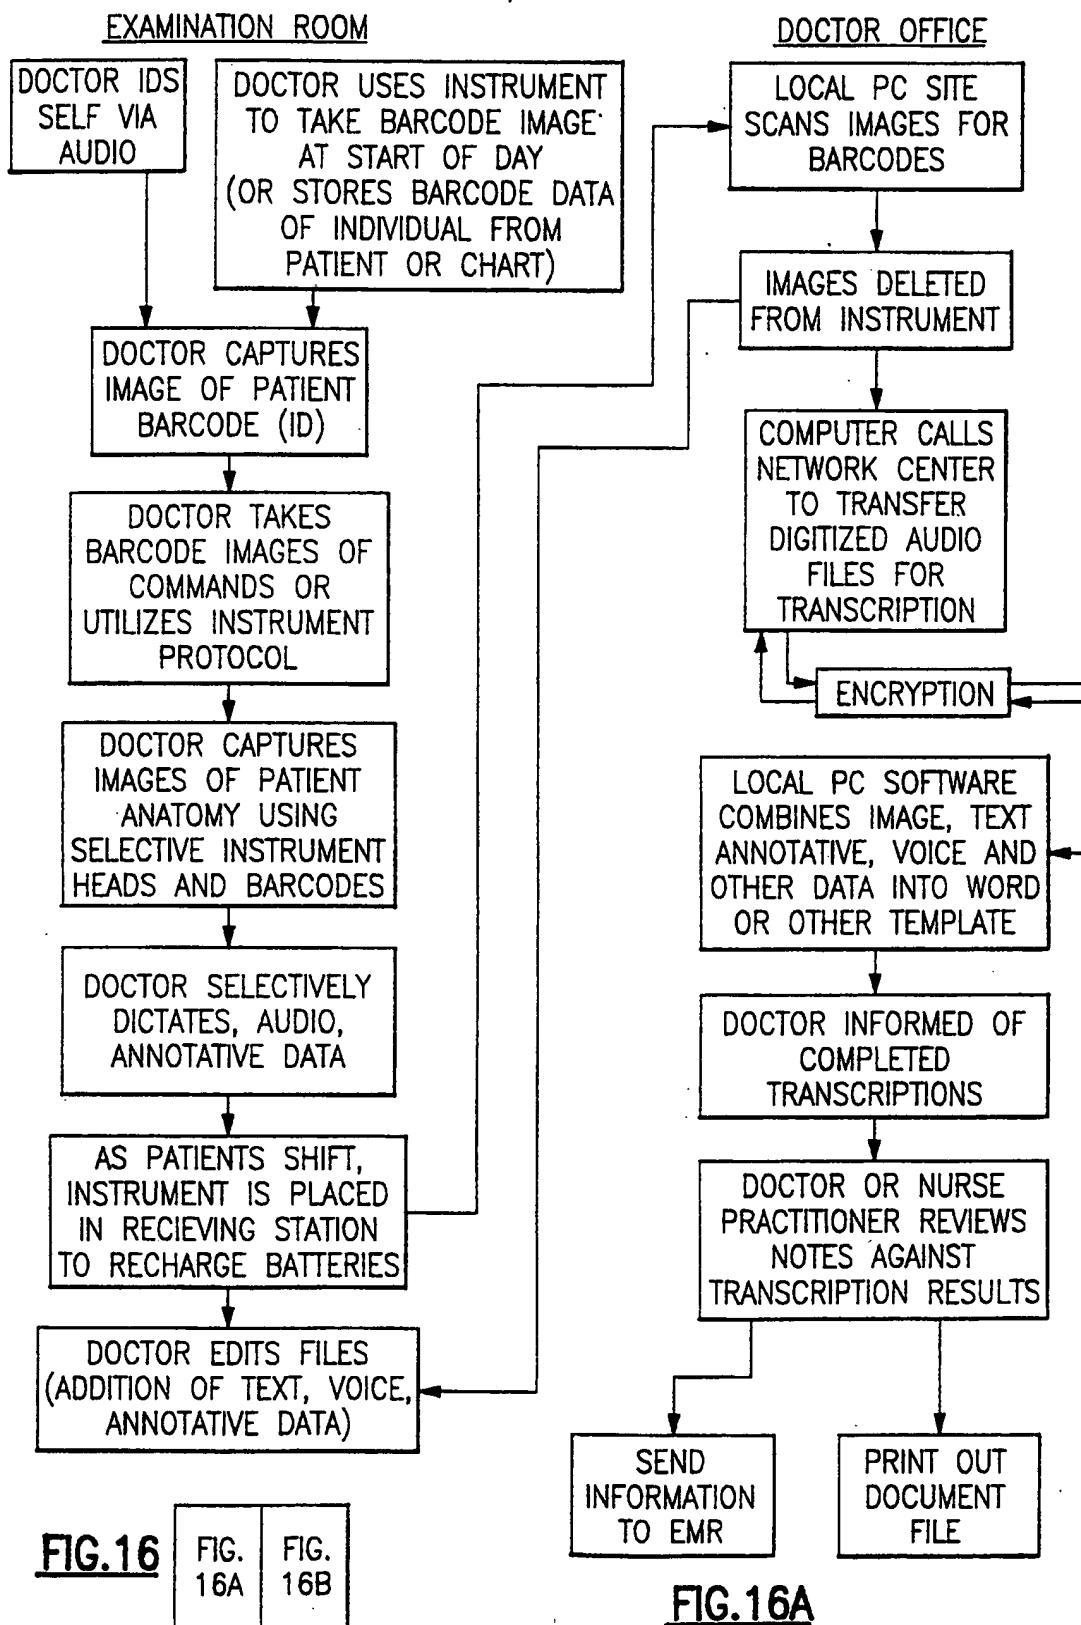 EXAMINATION ROOM
DOCTOR IDS
SELF VIA
AUDIO
DOCTOR USES INSTRUMENT
TO TAKE BARCODE IMAGE
AT START OF DAY
(OR STORES BARCODE DATA
OF INDIVIDUAL FROM
PATIENT OR CHART)
DOCTOR CAPTURES
IMAGE OF PATIENT
BARCODE (ID)
DOCTOR TAKES
BARCODE IMAGES OF
COMMANDS OR
UTILIZES INSTRUMENT
PROTOCOL
DOCTOR CAPTURES
IMAGES OF PATIENT
ANATOMY USING
SELECTIVE INSTRUMENT
HEADS AND BARCODES
DOCTOR SELECTIVELY
DICTATES, AUDIO,
ANNOTATIVE DATA
AS PATIENTS SHIFT,
INSTRUMENT IS PLACED
IN RECIEVING STATION
TO RECHARGE BATTERIES
DOCTOR EDITS FILES
(ADDITION OF TEXT, VOICE,
ANNOTATIVE DATA)
DOCTOR OFFICE
LOCAL PC SITE
SCANS IMAGES FOR
BARCODES
IMAGES DELETED
FROM INSTRUMENT
COMPUTER CALLS
NETWORK CENTER
TO TRANSFER
DIGITIZED AUDIO
FILES FOR
TRANSCRIPTION
ENCRYPTION
LOCAL PC SOFTWARE
COMBINES IMAGE, TEXT
ANNOTATIVE, VOICE AND
OTHER DATA INTO WORD
OR OTHER TEMPLATE
DOCTOR INFORMED OF
COMPLETED
TRANSCRIPTIONS
DOCTOR OR NURSE
PRACTITIONER REVIEWS
NOTES AGAINST
TRANSCRIPTION RESULTS
SEND
INFORMATION
TO EMR
PRINT OUT
DOCUMENT
FILE
FIG.16
FIG.
16A
FIG.
16B
FIG.16A